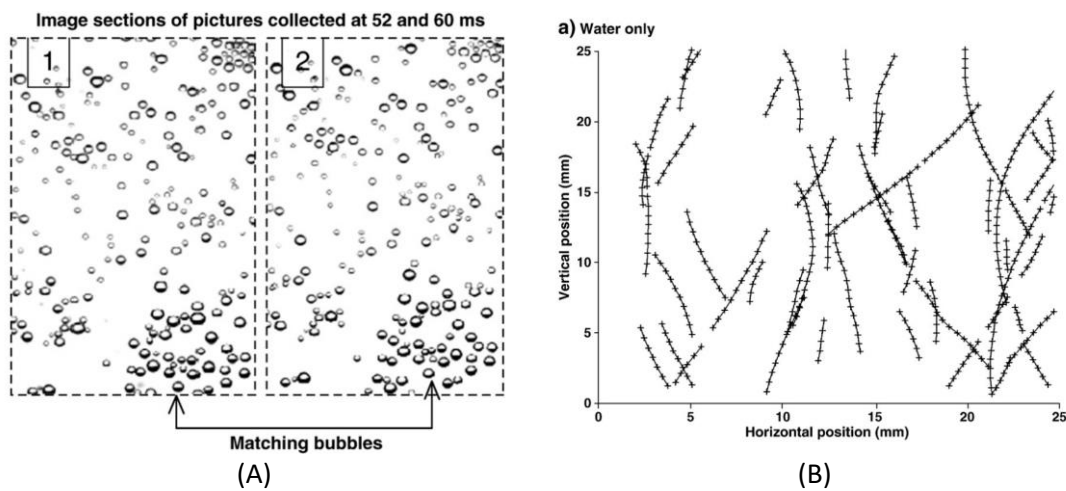 Image sections of pictures collected at 52 and 60 ms
1
2
Matching bubbles
(A)
a) Water only
Vertical position (mm)
25
20
15
10
5
0
0 5 10 15 20 25
Horizontal position (mm)
(B)